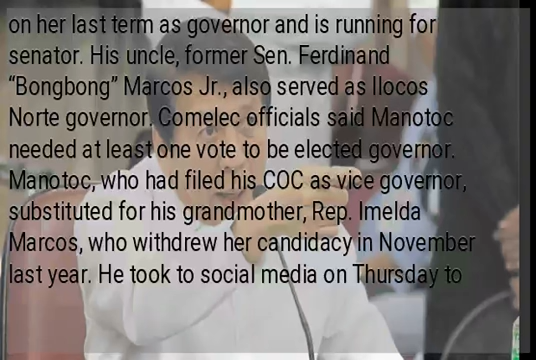 on her last term as governor and is running for
senator. His uncle, former Sen. Ferdinand
“Bongbong” Marcos Jr., also served as Ilocos
Norte governor. Comelec officials said Manotoc
needed at least one vote to be elected governor.
Manotoc, who had filed his COC as vice governor,
substituted for his grandmother, Rep. Imelda
Marcos, who withdrew her candidacy in November
last year. He took to social media on Thursday to